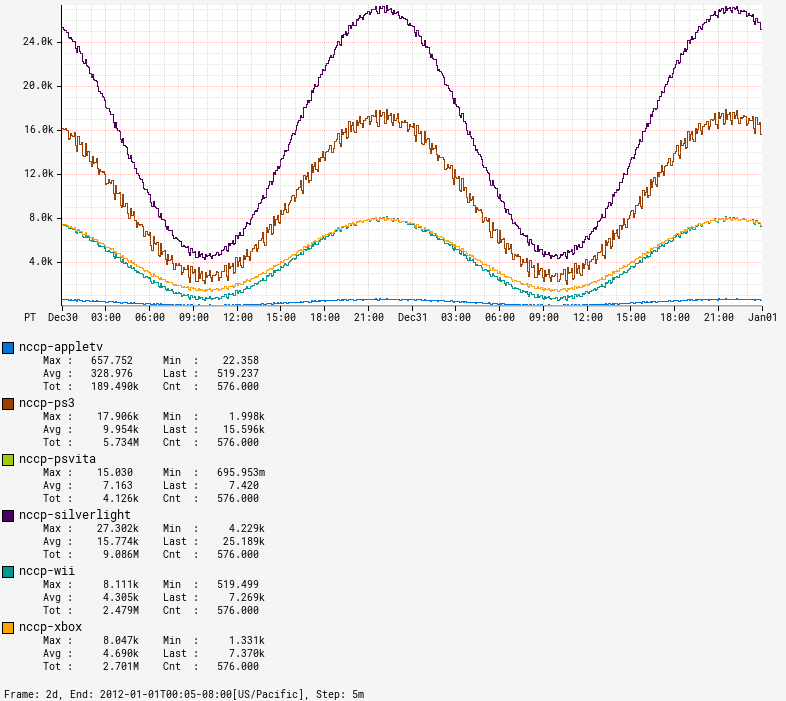 24.0k
20.0k
16.0k
12.0k
8.0k
4.0k
PT Dec30 03:00 06:00 09:00 12:00 15:00 18:00 21:00 Dec31 03:00 06:00 09:00 12:00 15:00 18:00 21:00 Jan01
nccp-appletv
Max : 657.752 Min : 22.358
Avg : 328.976 Last : 519.237
Tot : 189.490k Cnt : 576.000
nccp-ps3
Max : 17.906k Min : 1.998k
Avg : 9.954k Last : 15.596k
Tot : 5.734M Cnt : 576.000
nccp-psvita
Max : 15.030 Min : 695.953m
Avg : 7.163 Last : 7.420
Tot : 4.126k Cnt : 576.000
nccp-silverlight
Max : 27.302k Min : 4.229k
Avg : 15.774k Last : 25.189k
Tot : 9.086M Cnt : 576.000
nccp-wii
Max : 8.111k Min : 519.499
Avg : 4.305k Last : 7.269k
Tot : 2.479M Cnt : 576.000
nccp-xbox
Max : 8.047k Min : 1.331k
Avg : 4.690k Last : 7.370k
Tot : 2.701M Cnt : 576.000
Frame: 2d, End: 2012-01-01T00:05-08:00[US/Pacific], Step: 5m